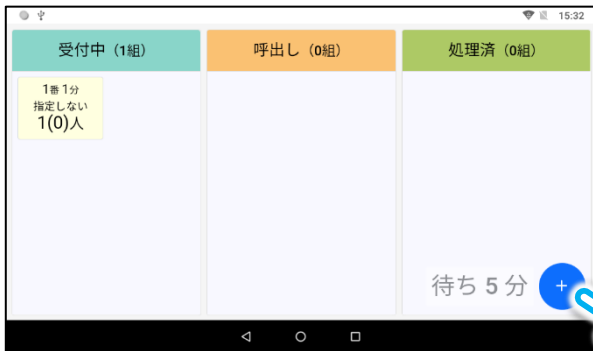 15:32
受付中（1組）
呼出し（0組）
処理済（0組）
1番 1分
指定しない
1(0)人
待ち 5 分
+